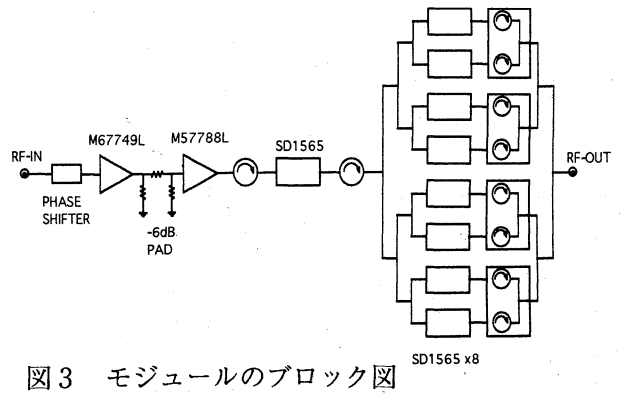 RF-IN
PHASE
SHIFTER
M67749L
-6dB
PAD
M57788L
SD1565
RF-OUT
SD1565 x8
図3 モジュールのブロック図